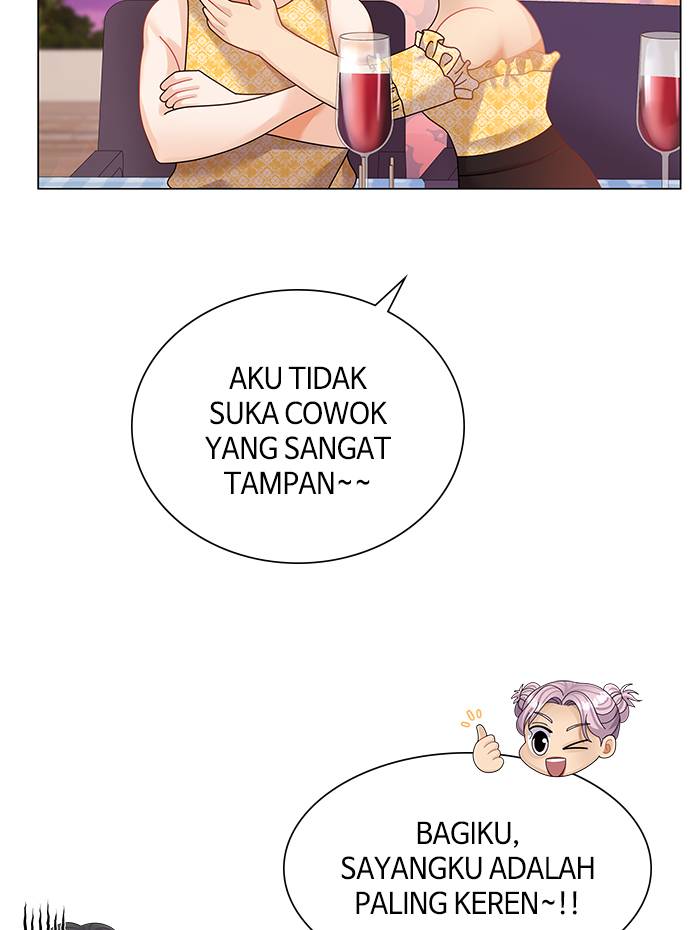 AKU TIDAK
SUKA COWOK
YANG SANGAT
TAMPAN~~
BAGIKU,
SAYANGKU ADALAH
PALING KEREN~!!